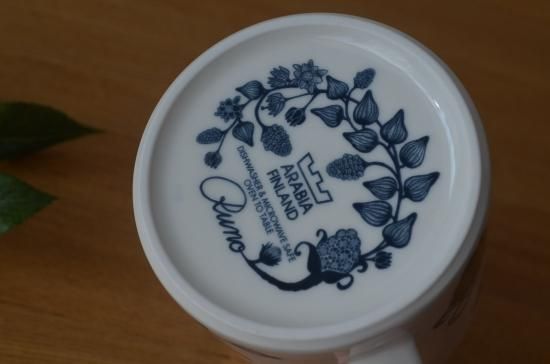 ARABIA
FINLAND
DISHWASHER & MICROWAVE SAFE
OVEN TO TABLE
Runo